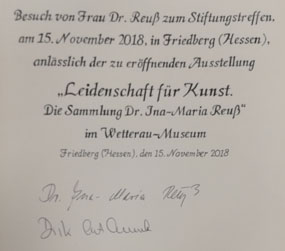 Besuch von Frau Dr. Reuß zum Stiftungstreffen,
am 15. November 2018, in Friedberg (Hessen),
anlässlich der zu eröffnenden Ausstellung
„Leidenschaft für Kunst.
Die Sammlung Dr. Ina-Maria Reuß“
im Wetterau-Museum
Friedberg (Hessen), den 15. November 2018
Dr. Ina-Maria Reuß
Dirk